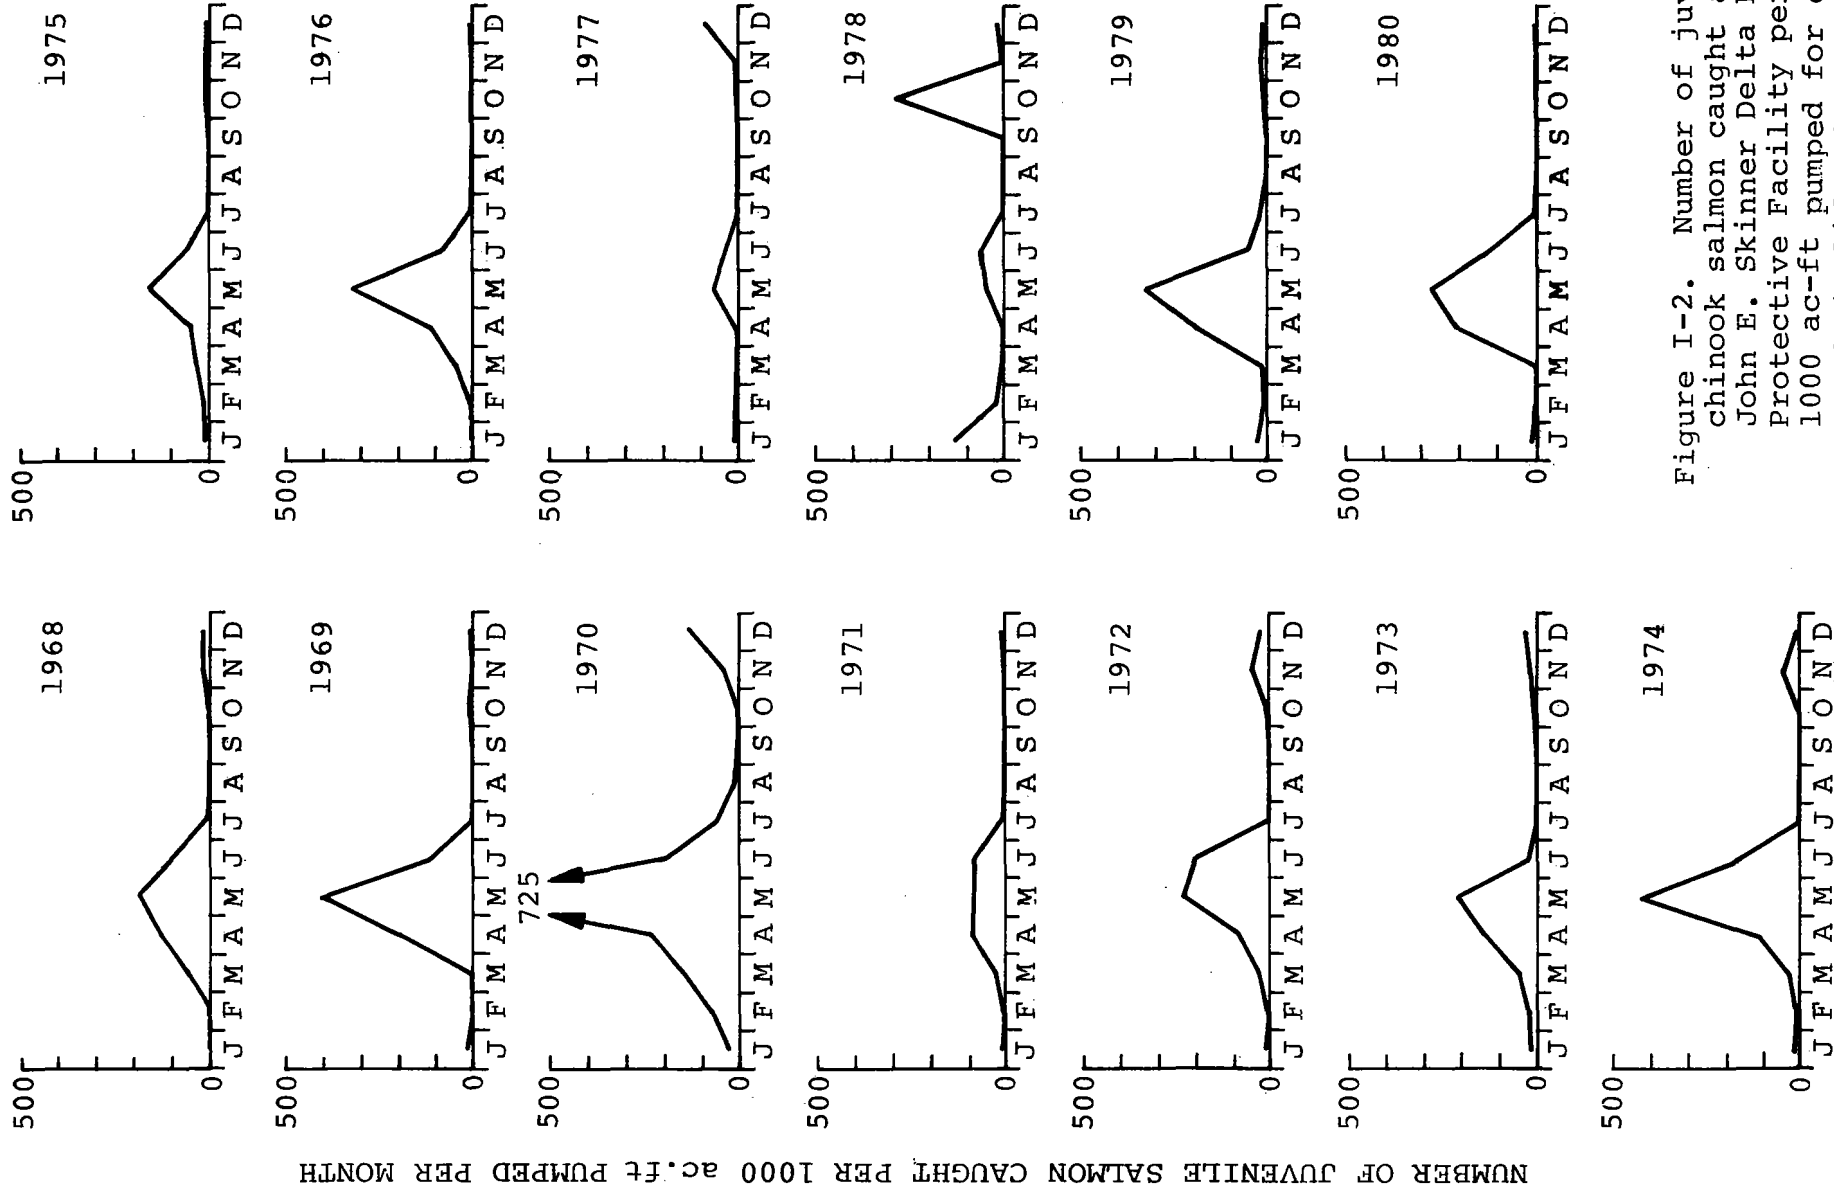 NUMBER OF JUVENILE SALMON CAUGHT PER 1000 ac.ft PUMPED PER MONTH
1968
500
0
J F M A M J J A S O N D
1969
500
0
J F M A M J J A S O N D
1970
725
500
0
J F M A M J J A S O N D
1971
500
0
J F M A M J J A S O N D
1972
500
0
J F M A M J J A S O N D
1973
500
0
J F M A M J J A S O N D
1974
500
0
J F M A M J J A S O N D
1975
500
0
J F M A M J J A S O N D
1976
500
0
J F M A M J J A S O N D
1977
500
0
J F M A M J J A S O N D
1978
500
0
J F M A M J J A S O N D
1979
500
0
J F M A M J J A S O N D
1980
500
0
J F M A M J J A S O N D
Figure I-2. Number of juv
chinook salmon caught
John E. Skinner Delta
Protective Facility pe
1000 ac-ft pumped for